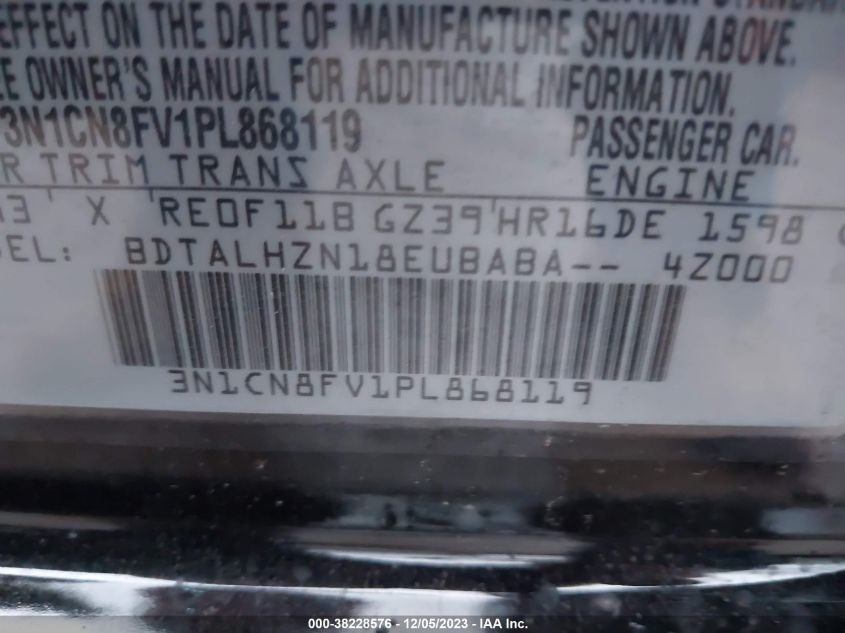 EFFECT ON THE DATE OF MANUFACTURE SHOWN ABOVE.
OWNER'S MANUAL FOR ADDITIONAL INFORMATION.
3N1CN8FV1PL868119 PASSENGER CAR.
R TRIM TRANS AXLE ENGINE
X REOF11B GZ39 HR16DE 1598
EL: BDTALHZN18EUBABA-- 4Z000
3N1CN8FV1PL868119
000-38228576 - 12/05/2023 - Copyright © IAA, Inc.